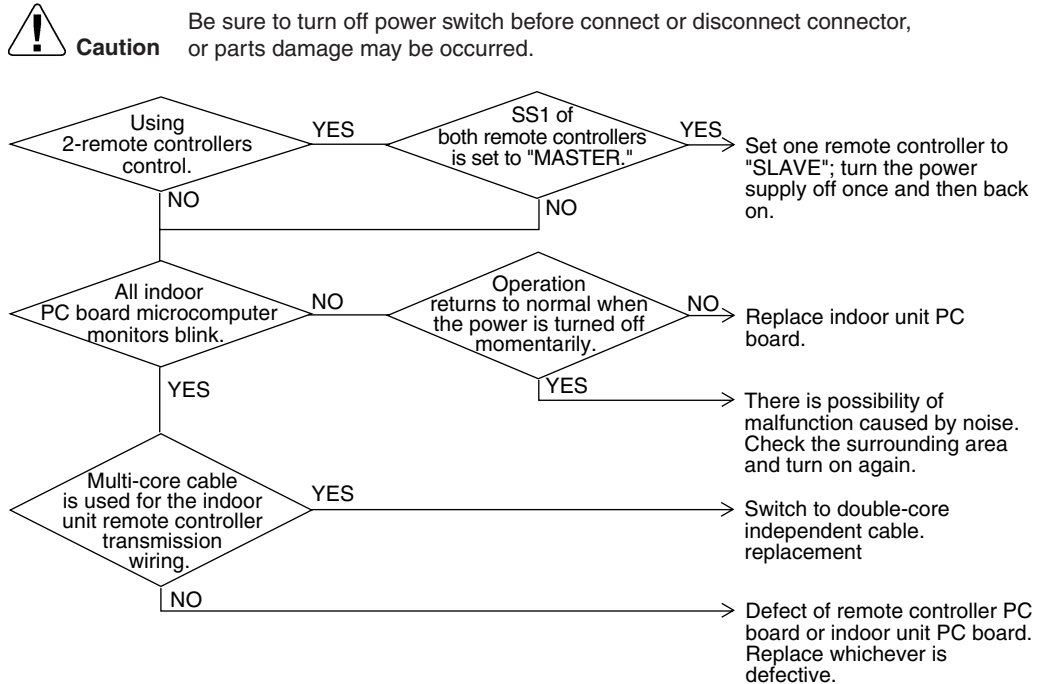 Caution
Be sure to turn off power switch before connect or disconnect connector,
or parts damage may be occurred.
Using
2-remote controllers
control.
YES
SS1 of
both remote controllers
is set to "MASTER."
YES
Set one remote controller to
"SLAVE"; turn the power
supply off once and then back
on.
NO
NO
All indoor
PC board microcomputer
monitors blink.
NO
Operation
returns to normal when
the power is turned off
momentarily.
NO
Replace indoor unit PC
board.
YES
YES
There is possibility of
malfunction caused by noise.
Check the surrounding area
and turn on again.
Multi-core cable
is used for the indoor
unit remote controller
transmission
wiring.
YES
Switch to double-core
independent cable.
replacement
NO
Defect of remote controller PC
board or indoor unit PC board.
Replace whichever is
defective.